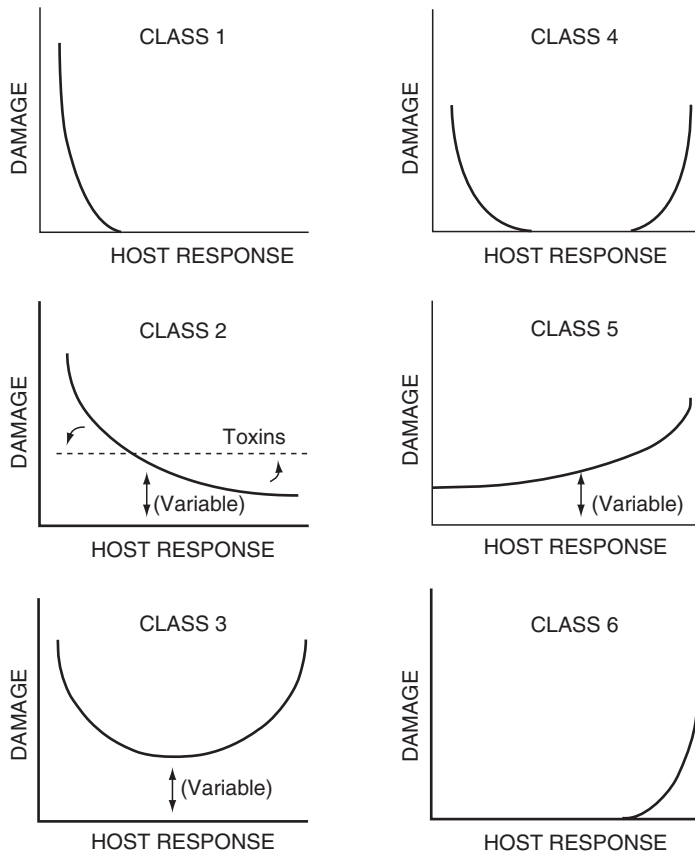 CLASS 1
DAMAGE
HOST RESPONSE
CLASS 4
DAMAGE
HOST RESPONSE
CLASS 2
DAMAGE
Toxins
(Variable)
HOST RESPONSE
CLASS 5
DAMAGE
(Variable)
HOST RESPONSE
CLASS 3
DAMAGE
(Variable)
HOST RESPONSE
CLASS 6
DAMAGE
HOST RESPONSE